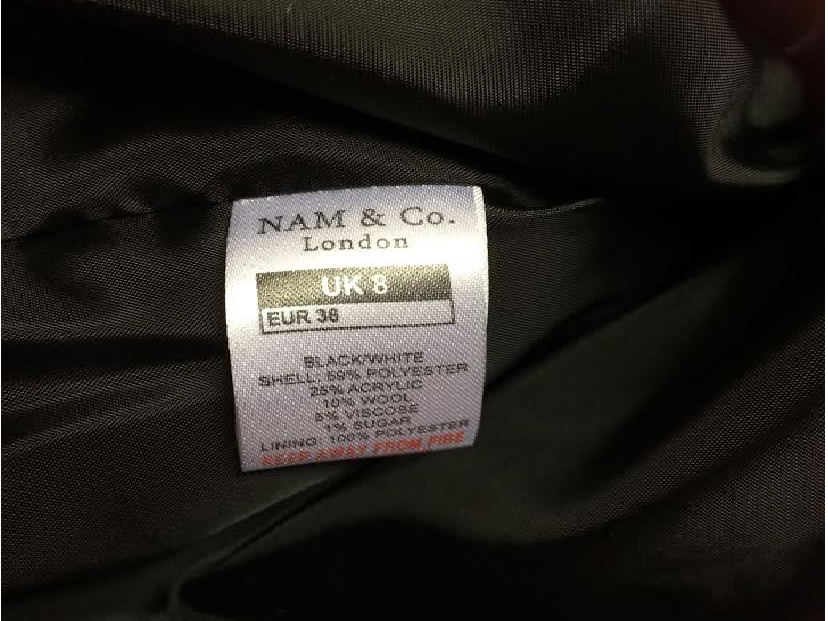 NAM & Co.
London
UK 8
EUR 36
BLACK/WHITE
SHELL: 59% POLYESTER
25% ACRYLIC
10% WOOL
5% VISCOSE
1% SUGAR
LINING: 100% POLYESTER
KEEP AWAY FROM FIRE